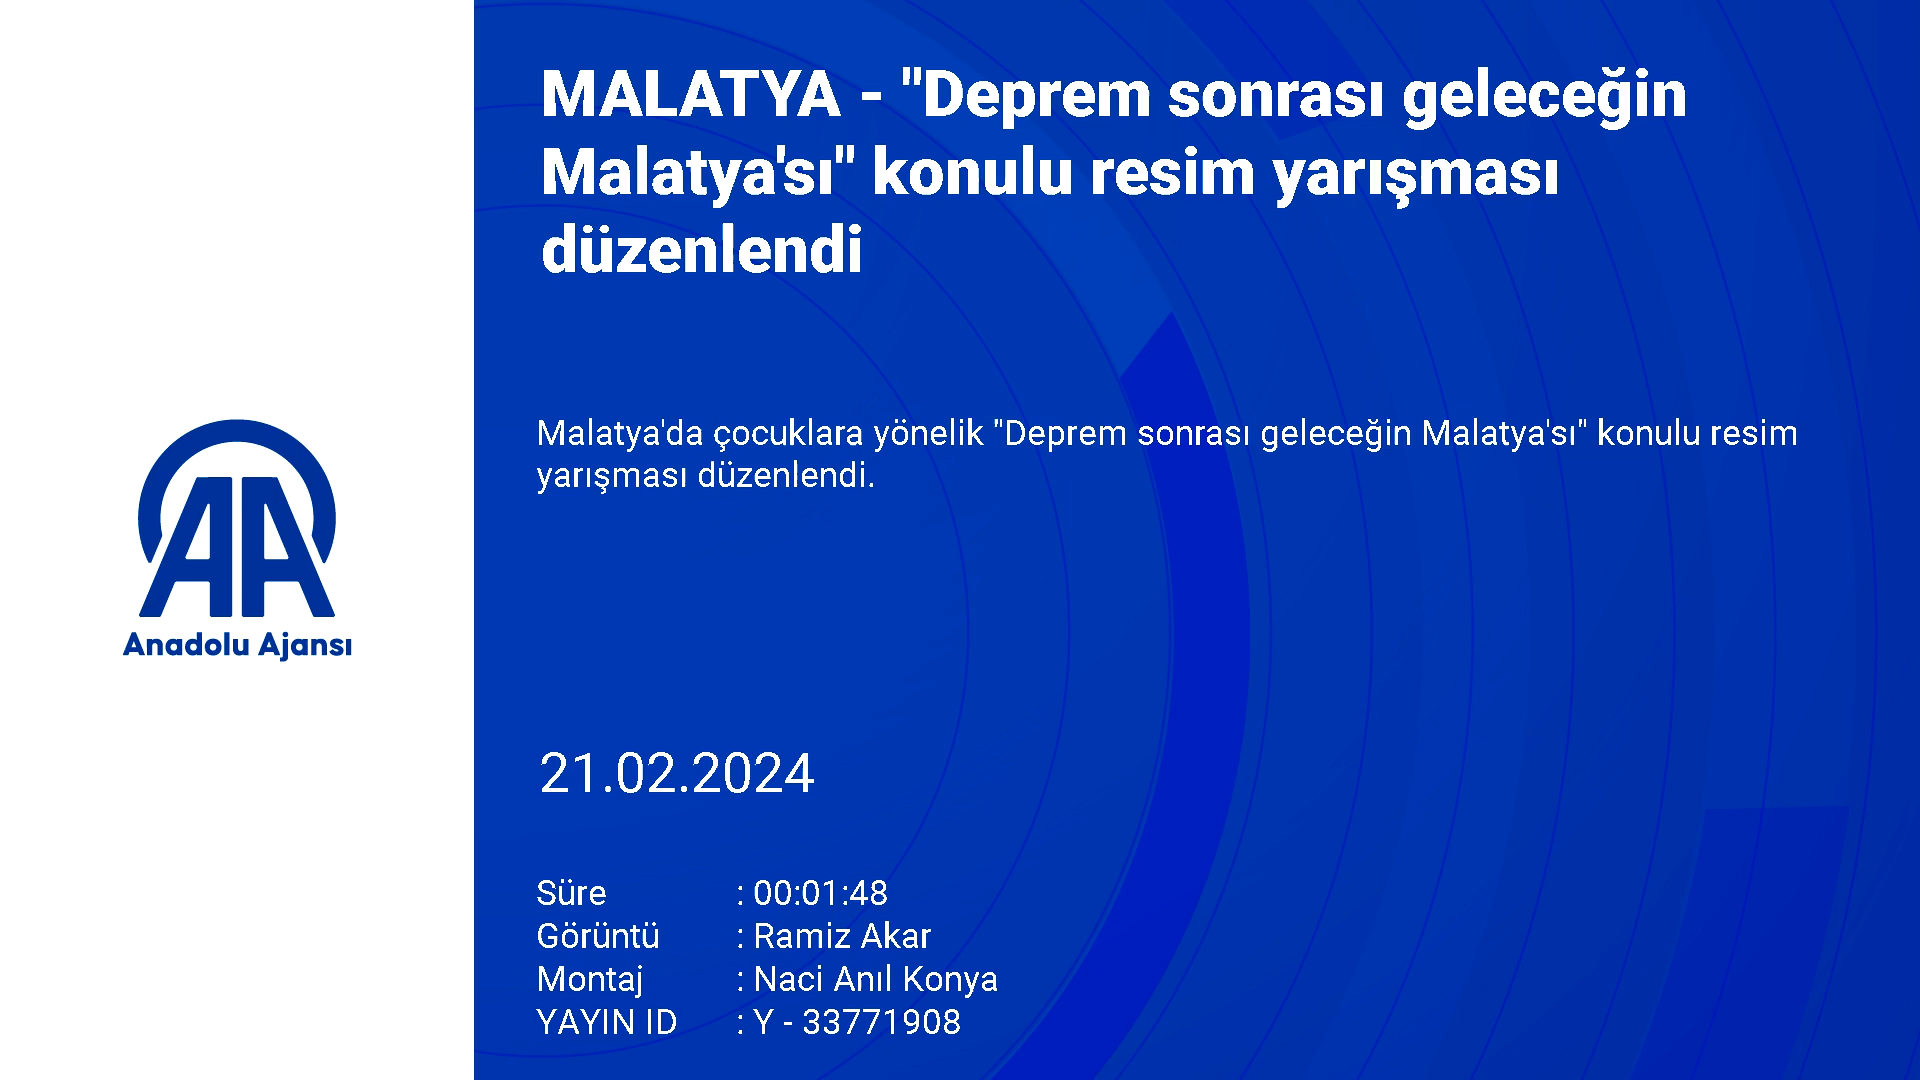 MALATYA - "Deprem sonrası geleceğin
Malatya'sı" konulu resim yarışması
düzenlendi
Malatya'da çocuklara yönelik "Deprem sonrası geleceğin Malatya'sı" konulu resim
yarışması düzenlendi.
AA
Anadolu Ajansı
21.02.2024
Süre : 00:01:48
Görüntü : Ramiz Akar
Montaj : Naci Anıl Konya
YAYIN ID : Y - 33771908